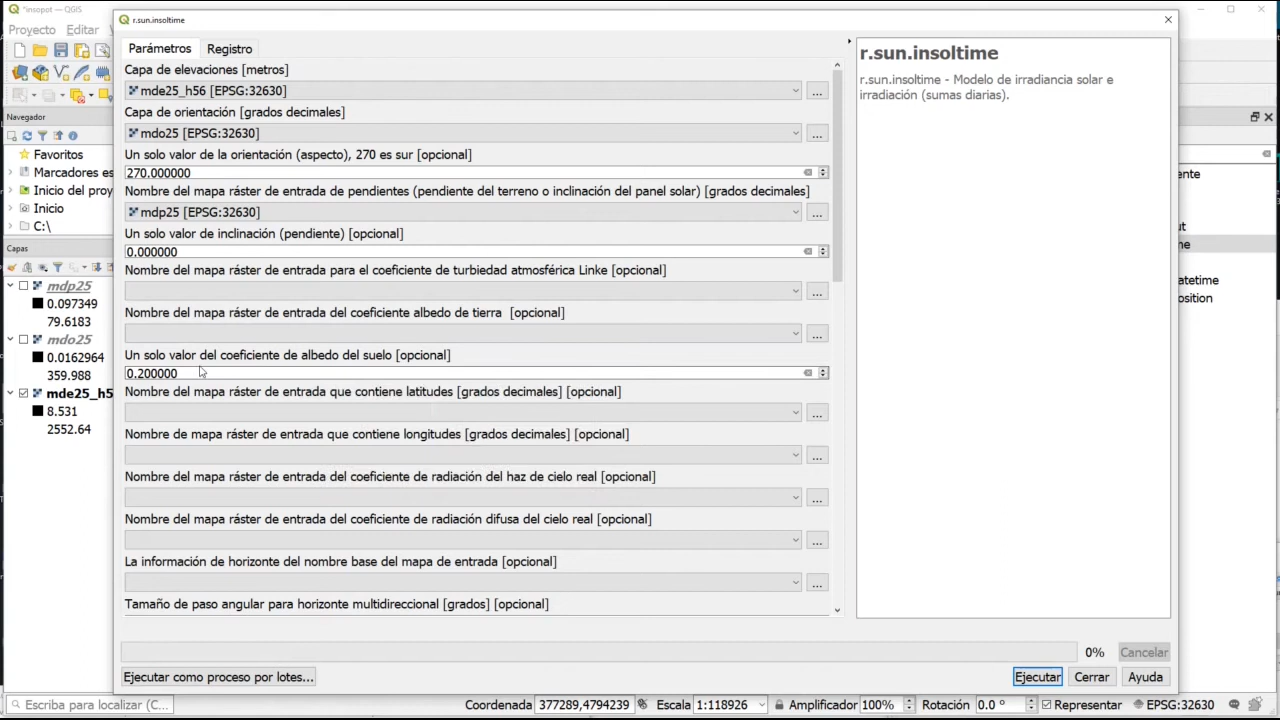 *insopot — QGIS
r.sun.insoltime
Proyecto Editar
Parámetros Registro
Capa de elevaciones [metros]
mde25_h56 [EPSG:32630]
...
Capa de orientación [grados decimales]
mdo25 [EPSG:32630]
...
Un solo valor de la orientación (aspecto), 270 es sur [opcional]
270.000000
Nombre del mapa ráster de entrada de pendientes (pendiente del terreno o inclinación del panel solar) [grados decimales]
mdp25 [EPSG:32630]
...
Un solo valor de inclinación (pendiente) [opcional]
0.000000
Nombre del mapa ráster de entrada para el coeficiente de turbiedad atmosférica Linke [opcional]
...
Nombre del mapa ráster de entrada del coeficiente albedo de tierra [opcional]
...
Un solo valor del coeficiente de albedo del suelo [opcional]
0.200000
Nombre del mapa ráster de entrada que contiene latitudes [grados decimales] [opcional]
...
Nombre de mapa ráster de entrada que contiene longitudes [grados decimales] [opcional]
...
Nombre del mapa ráster de entrada del coeficiente de radiación del haz de cielo real [opcional]
...
Nombre del mapa ráster de entrada del coeficiente de radiación difusa del cielo real [opcional]
...
La información de horizonte del nombre base del mapa de entrada [opcional]
...
Tamaño de paso angular para horizonte multidireccional [grados] [opcional]
0%
Cancelar
Ejecutar como proceso por lotes...
Ejecutar
Cerrar
Ayuda
r.sun.insoltime
r.sun.insoltime - Modelo de irradiancia solar e
irradiación (sumas diarias).
Navegador
Favoritos
Marcadores es
Inicio del proy
Inicio
C:\
Capas
mdp25
0.097349
79.6183
mdo25
0.0162964
359.988
mde25_h5
8.531
2552.64
ente
ut
ne
atetime
osition
Escriba para localizar (C...
Coordenada 377289,4794239
Escala 1:118926
Amplificador 100%
Rotación 0.0 °
Representar
EPSG:32630